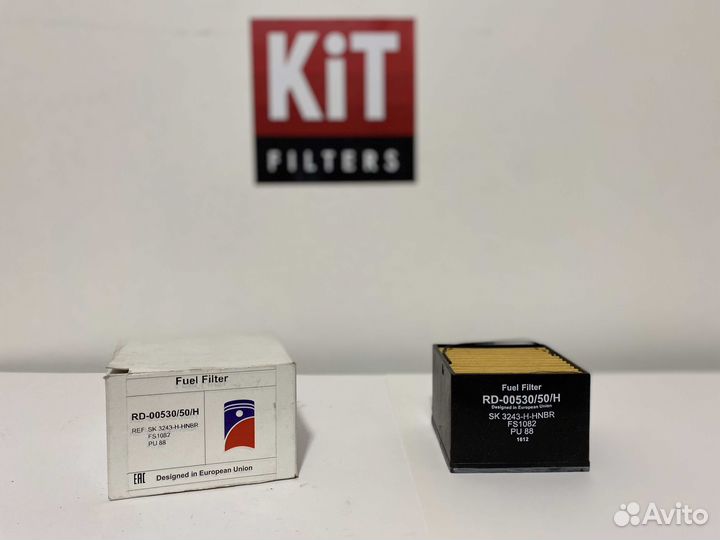 KiT
FILTERS
Fuel Filter
RD-00530/50/H
REF: SK 3243-H-HNBR
FS1082
PU 88
EAC Designed in European Union
Fuel Filter
RD-00530/50/H
Designed in European Union
SK 3243-H-HNBR
FS1082
PU 88
1612
Avito